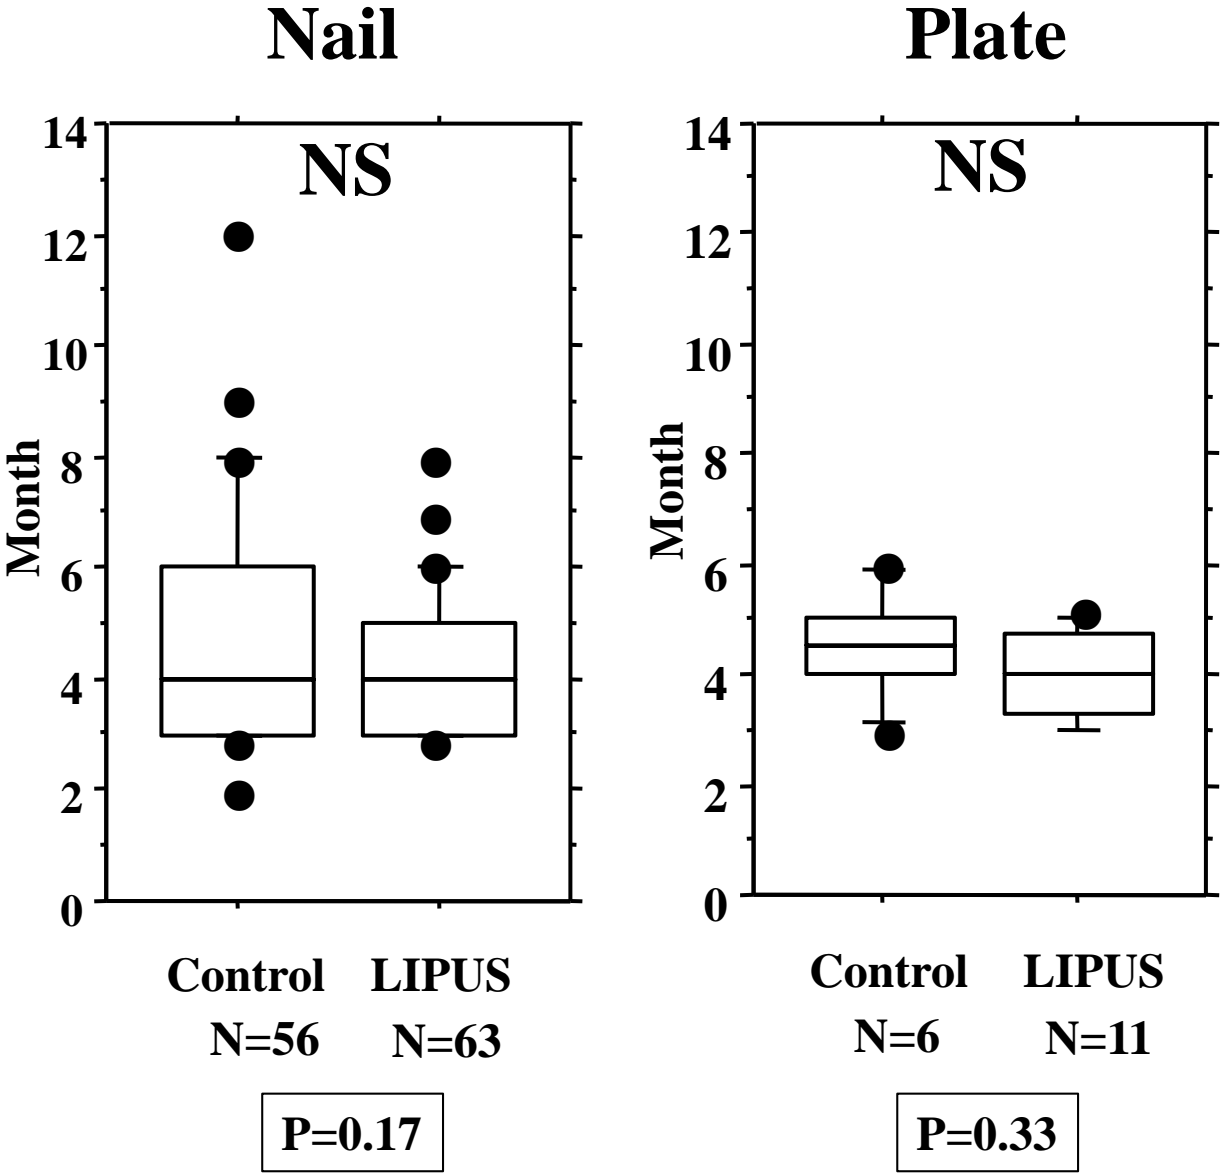 Nail
NS
14
12
10
8
6
4
2
0
Month
Control LIPUS
N=56 N=63
P=0.17
Plate
NS
14
12
10
8
6
4
2
0
Month
Control LIPUS
N=6 N=11
P=0.33